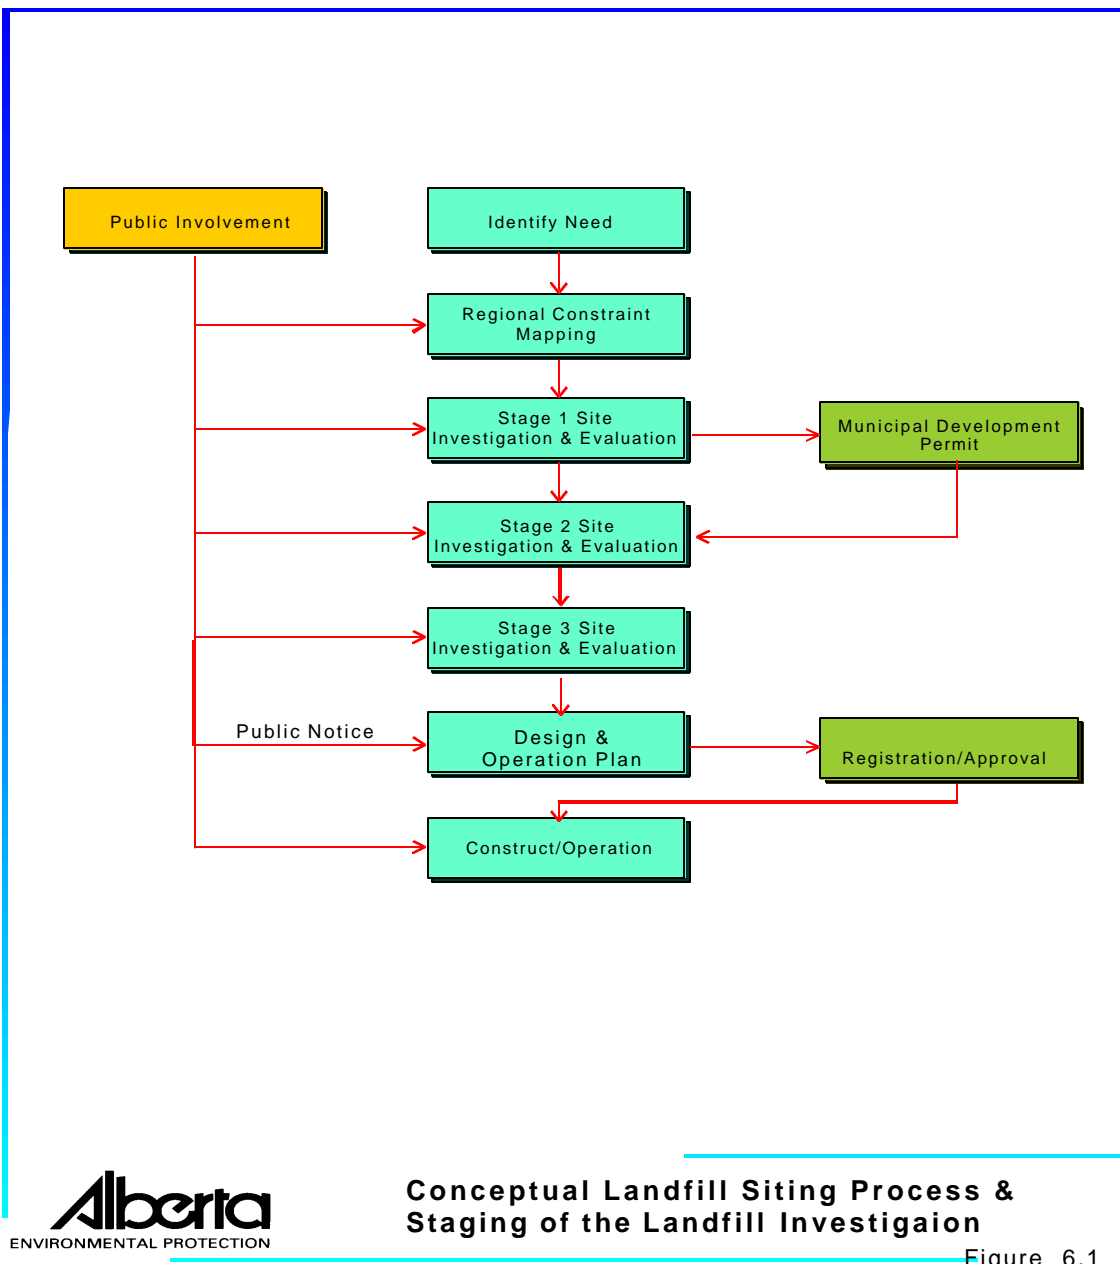 Public Involvement
Identify Need
Regional Constraint
Mapping
Stage 1 Site
Investigation & Evaluation
Municipal Development
Permit
Stage 2 Site
Investigation & Evaluation
Stage 3 Site
Investigation & Evaluation
Public Notice
Design &
Operation Plan
Registration/Approval
Construct/Operation
Alberta
ENVIRONMENTAL PROTECTION
Conceptual Landfill Siting Process &
Staging of the Landfill Investigaion
Figure 6.1